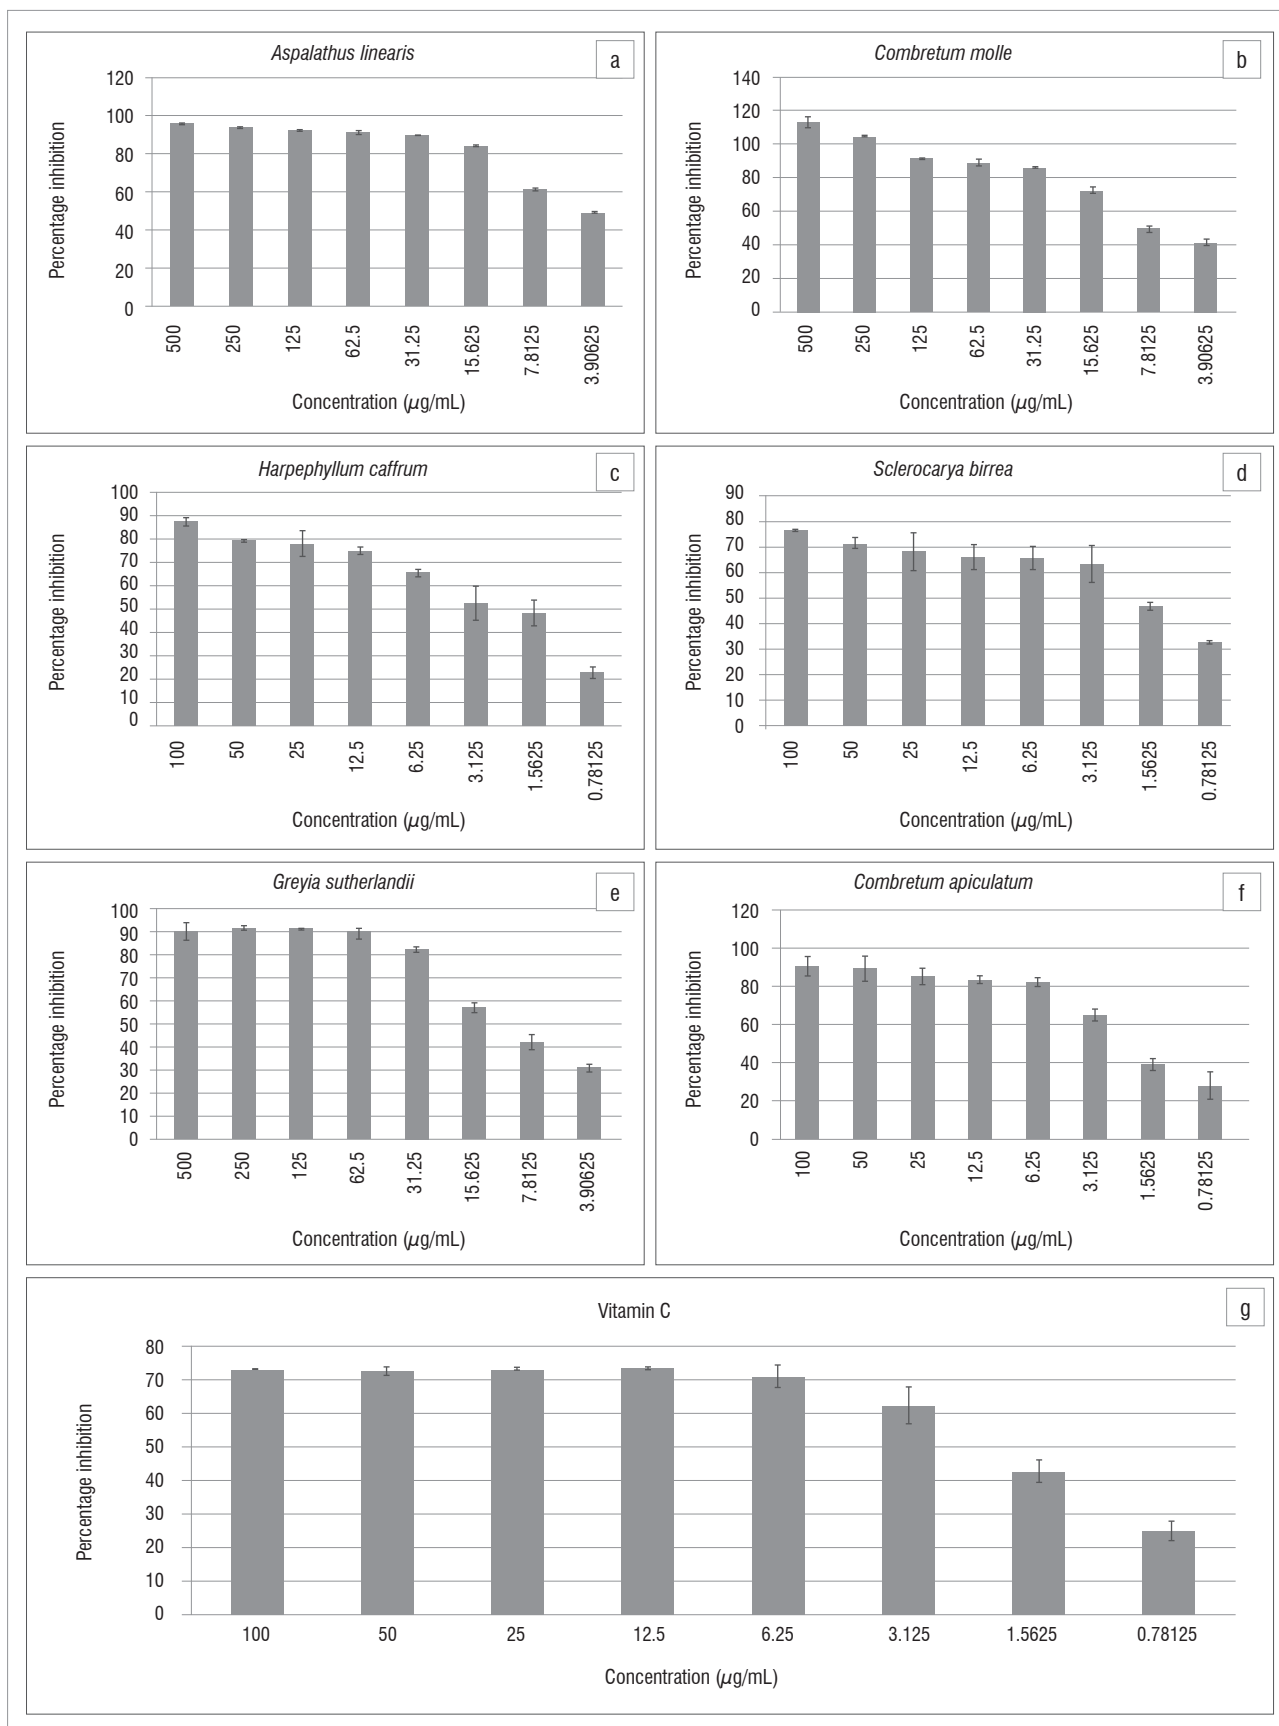 Aspalathus linearis
a
Percentage inhibition
120
100
80
60
40
20
0
500 250 125 62.5 31.25 15.625 7.8125 3.90625
Concentration (µg/mL)
Combretum molle
b
Percentage inhibition
140
120
100
80
60
40
20
0
500 250 125 62.5 31.25 15.625 7.8125 3.90625
Concentration (µg/mL)
Harpephyllum caffrum
c
Percentage inhibition
100
90
80
70
60
50
40
30
20
10
0
100 50 25 12.5 6.25 3.125 1.5625 0.78125
Concentration (µg/mL)
Sclerocarya birrea
d
Percentage inhibition
90
80
70
60
50
40
30
20
10
0
100 50 25 12.5 6.25 3.125 1.5625 0.78125
Concentration (µg/mL)
Greyia sutherlandii
e
Percentage inhibition
100
90
80
70
60
50
40
30
20
10
0
500 250 125 62.5 31.25 15.625 7.8125 3.90625
Concentration (µg/mL)
Combretum apiculatum
f
Percentage inhibition
120
100
80
60
40
20
0
100 50 25 12.5 6.25 3.125 1.5625 0.78125
Concentration (µg/mL)
Vitamin C
g
Percentage inhibition
80
70
60
50
40
30
20
10
0
100 50 25 12.5 6.25 3.125 1.5625 0.78125
Concentration (µg/mL)